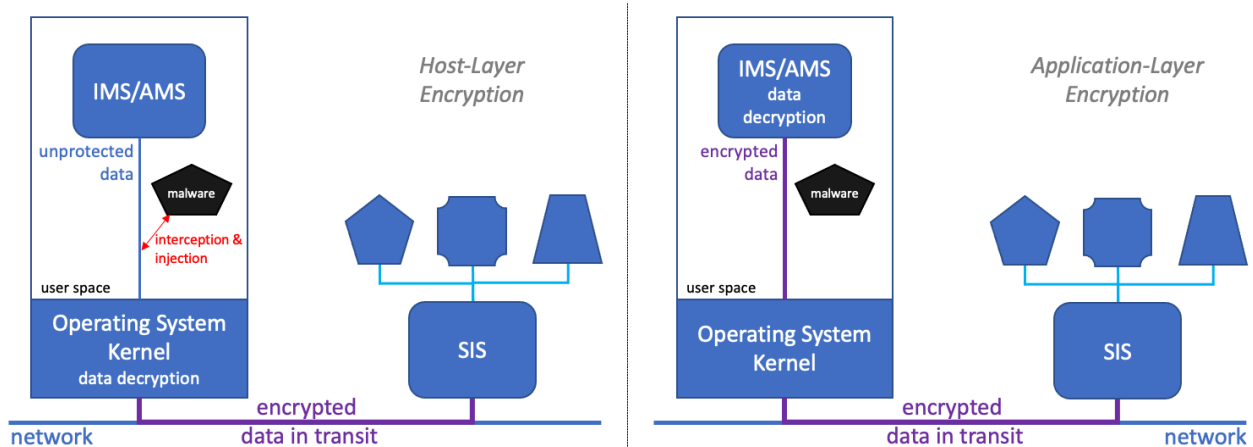 IMS/AMS
Host-Layer
Encryption
unprotected
data
malware
interception &
injection
user space
Operating System
Kernel
data decryption
SIS
encrypted
network
data in transit
IMS/AMS
data
decryption
Application-Layer
Encryption
encrypted
data
malware
user space
Operating System
Kernel
SIS
encrypted
data in transit
network